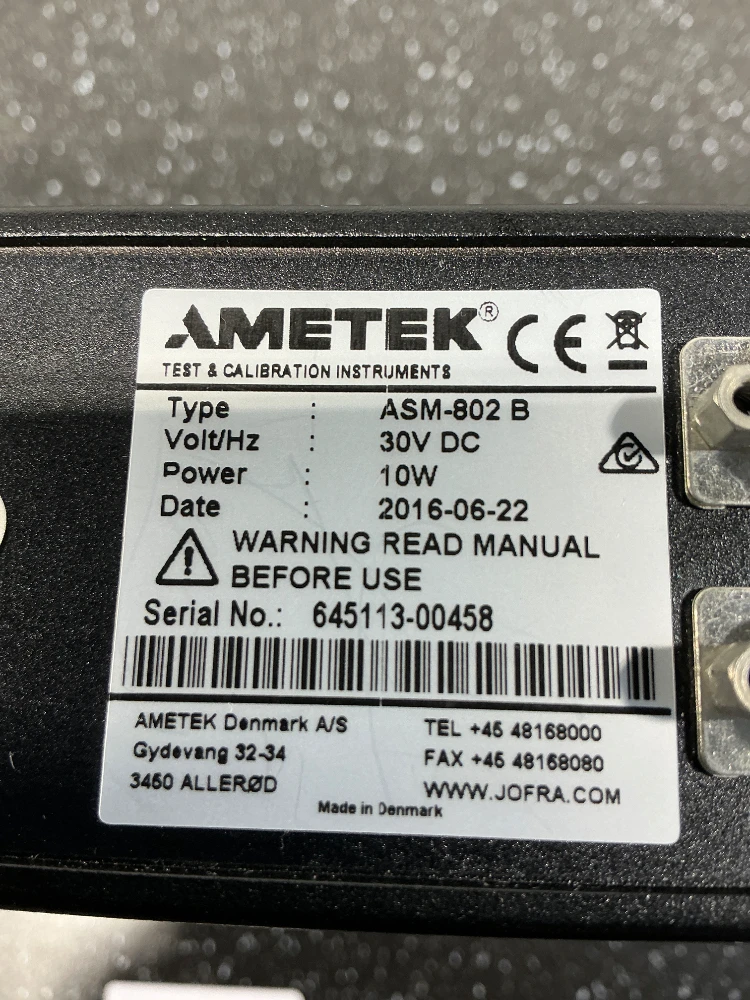 AMETEK® CE
TEST & CALIBRATION INSTRUMENTS
Type : ASM-802 B
Volt/Hz : 30V DC
Power : 10W
Date : 2016-06-22
WARNING READ MANUAL
BEFORE USE
Serial No.: 645113-00458
AMETEK Denmark A/S TEL +45 48168000
Gydevang 32-34 FAX +45 48168080
3450 ALLERØD WWW.JOFRA.COM
Made in Denmark